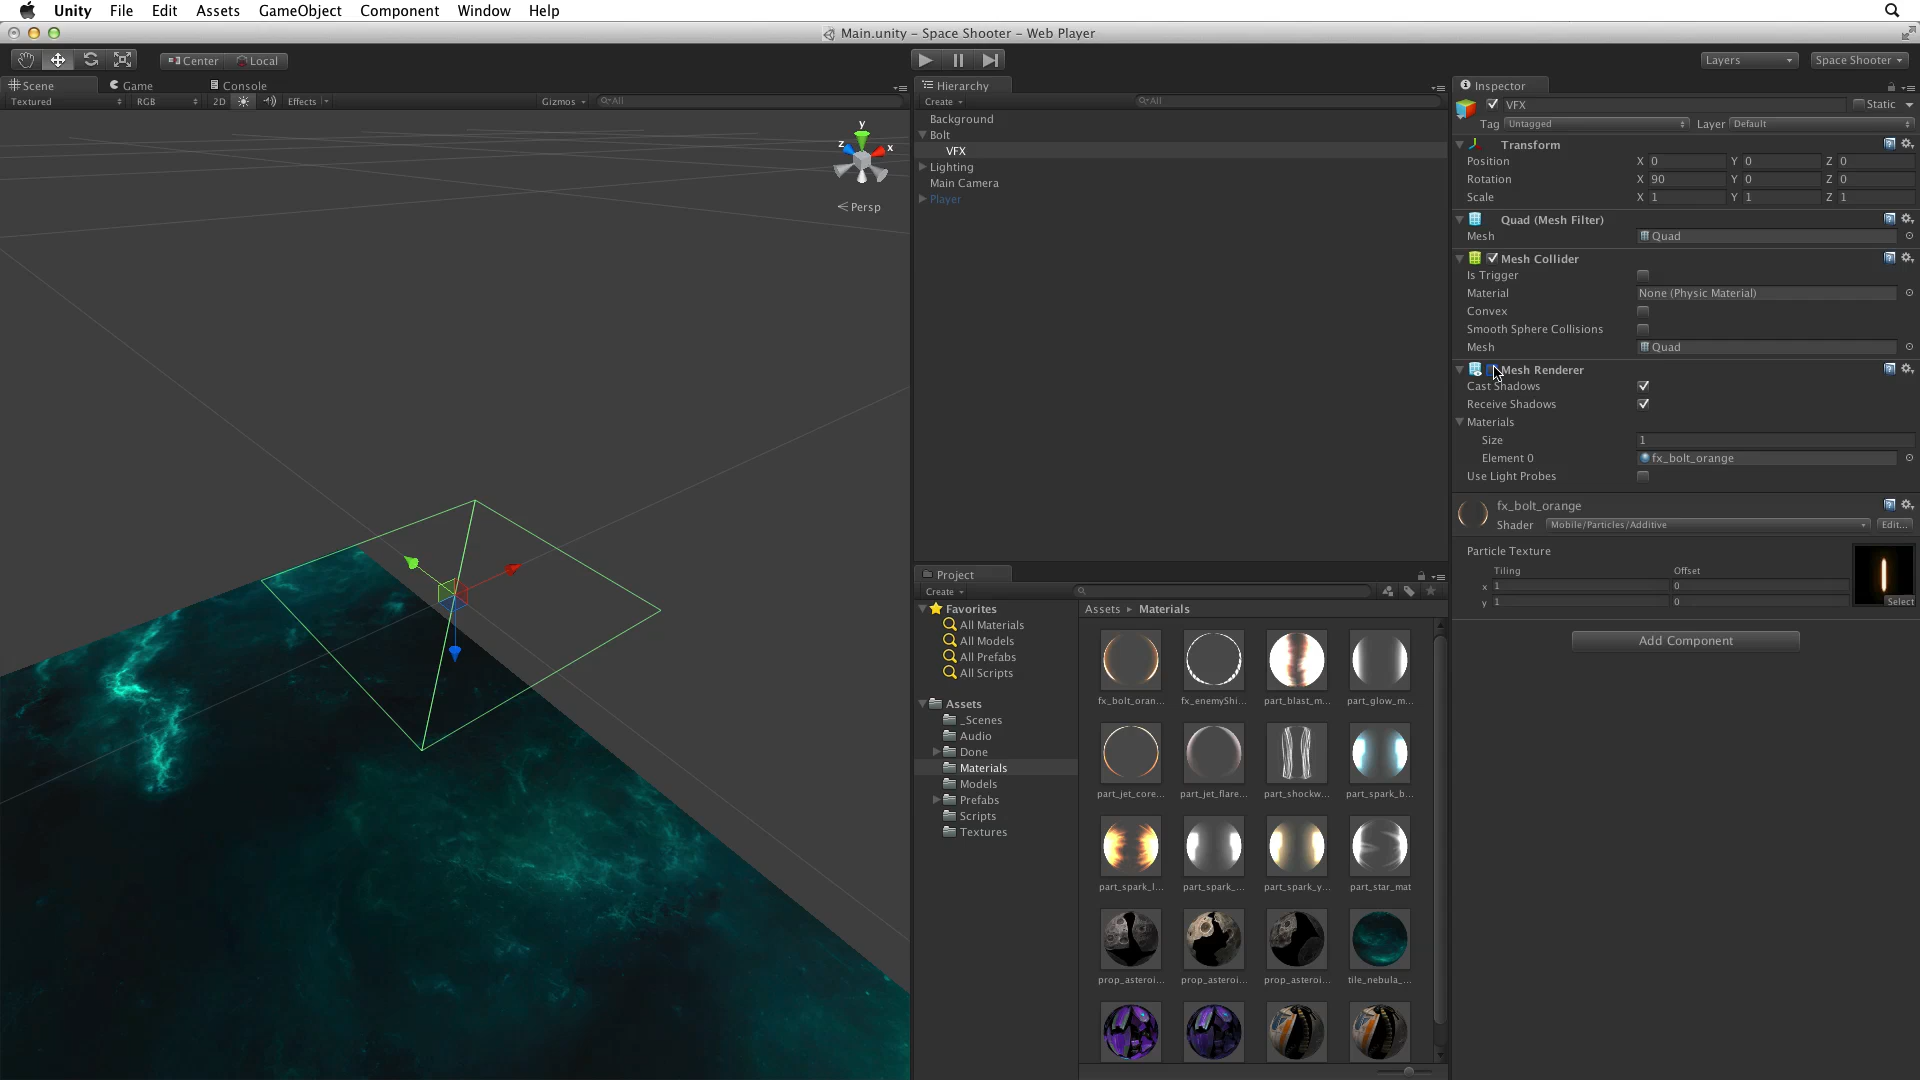 Unity File Edit Assets GameObject Component Window Help
Main.unity – Space Shooter – Web Player
Center Local
Layers Space Shooter
Scene Game Console
Textured RGB 2D Effects Gizmos All
y
z x
Persp
Hierarchy
Create All
Background
Bolt
VFX
Lighting
Main Camera
Player
Project
Create
Favorites
All Materials
All Models
All Prefabs
All Scripts
Assets
_Scenes
Audio
Done
Materials
Models
Prefabs
Scripts
Textures
Assets Materials
fx_bolt_oran... fx_enemyShi... part_blast_m... part_glow_m...
part_jet_core... part_jet_flare... part_shockw... part_spark_b...
part_spark_l... part_spark_... part_spark_y... part_star_mat
prop_asteroi... prop_asteroi... prop_asteroi... tile_nebula_...
Inspector
VFX Static
Tag Untagged Layer Default
Transform
Position X 0 Y 0 Z 0
Rotation X 90 Y 0 Z 0
Scale X 1 Y 1 Z 1
Quad (Mesh Filter)
Mesh Quad
Mesh Collider
Is Trigger
Material None (Physic Material)
Convex
Smooth Sphere Collisions
Mesh Quad
Mesh Renderer
Cast Shadows
Receive Shadows
Materials
Size 1
Element 0 fx_bolt_orange
Use Light Probes
fx_bolt_orange
Shader Mobile/Particles/Additive Edit...
Particle Texture
Tiling Offset
x 1 0
y 1 0
Select
Add Component